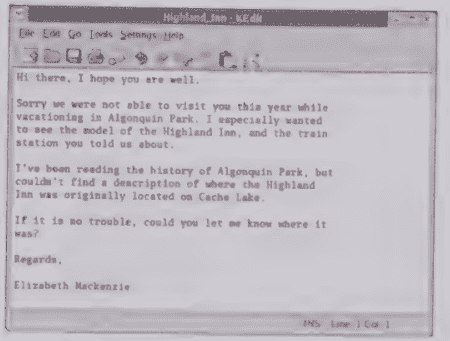 Highland_Inn - KEdit
File Edit Go Tools Settings Help
Hi there, I hope you are well.
Sorry we were not able to visit you this year while
vacationing in Algonquin Park. I especially wanted
to see the model of the Highland Inn, and the train
station you told us about.
I've been reading the history of Algonquin Park, but
couldn't find a description of where the Highland
Inn was originally located on Cache Lake.
If it is no trouble, could you let me know where it
was?
Regards,
Elizabeth Mackenzie
INS Line: 1 Col: 1